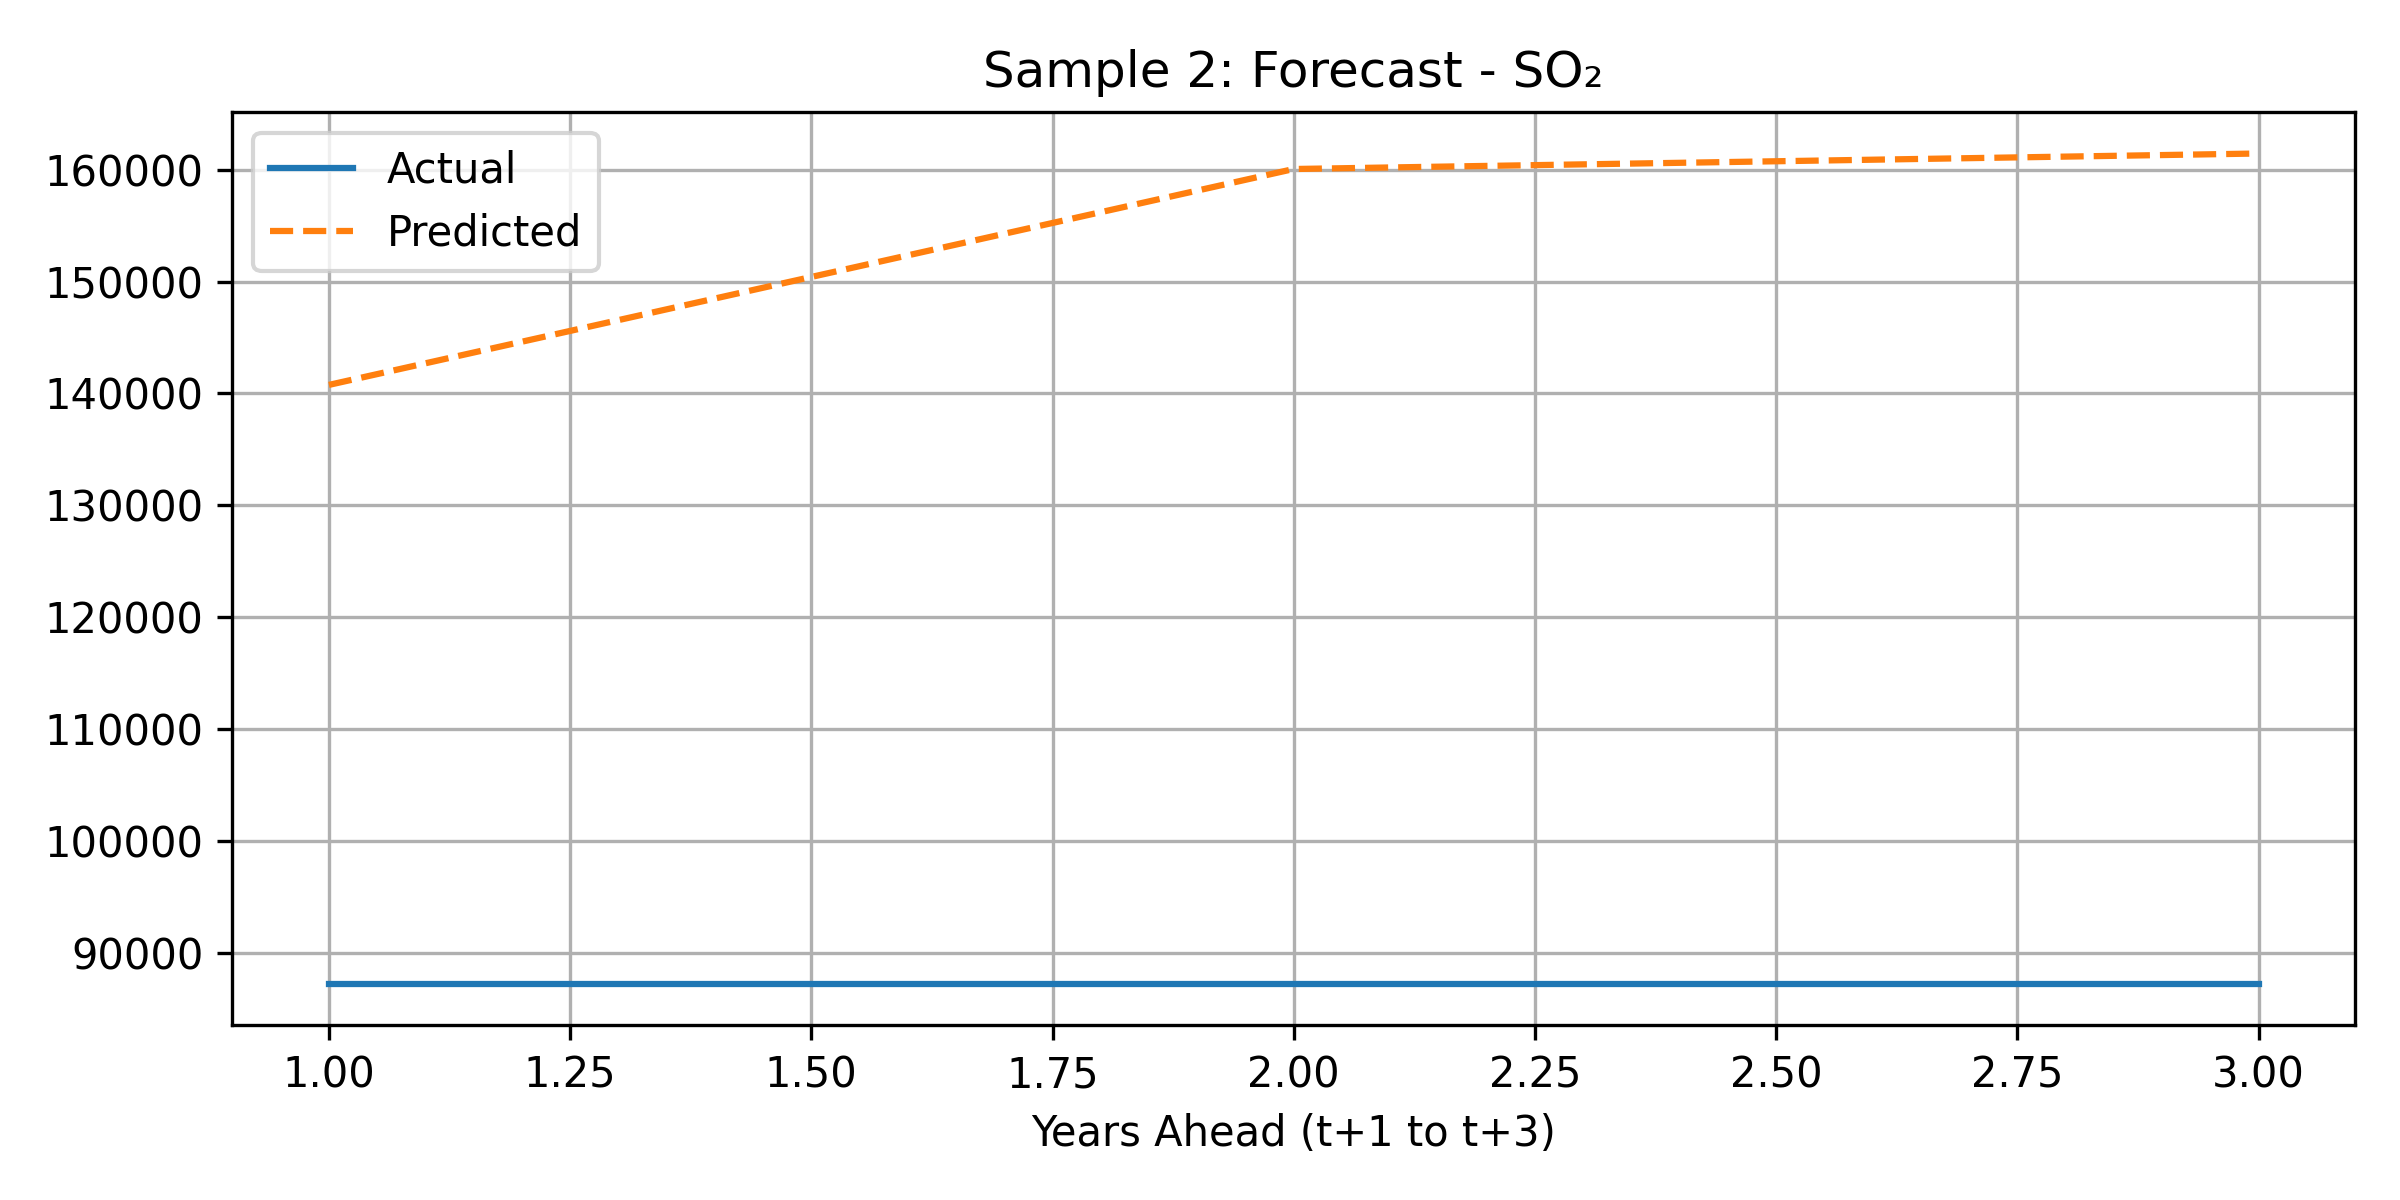 Sample 2: Forecast - SO₂
Actual
Predicted
160000
150000
140000
130000
120000
110000
100000
90000
1.00 1.25 1.50 1.75 2.00 2.25 2.50 2.75 3.00
Years Ahead (t+1 to t+3)